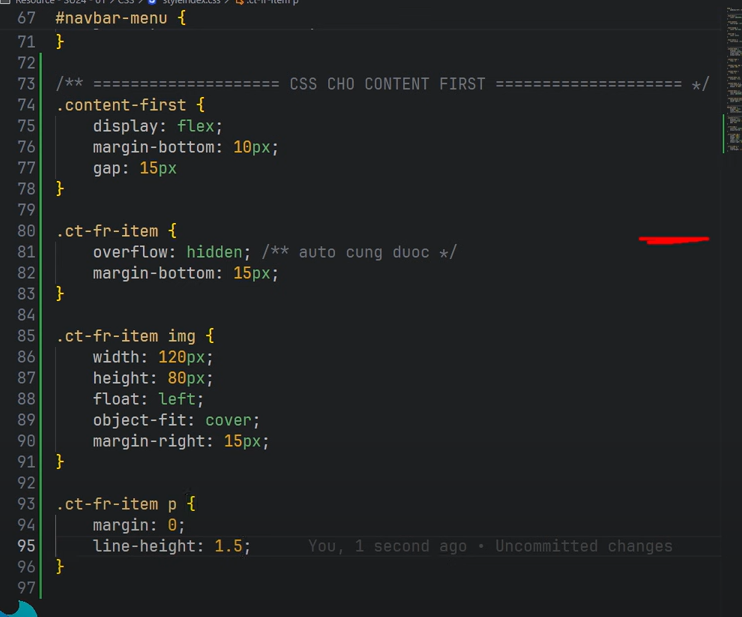 Resource - SU24 - 01 > CSS > styleindex.css > .ct-fr-item p
67 #navbar-menu {
71 }
72
73 /** ==================== CSS CHO CONTENT FIRST ==================== */
74 .content-first {
75 display: flex;
76 margin-bottom: 10px;
77 gap: 15px
78 }
79
80 .ct-fr-item {
81 overflow: hidden; /** auto cung duoc */
82 margin-bottom: 15px;
83 }
84
85 .ct-fr-item img {
86 width: 120px;
87 height: 80px;
88 float: left;
89 object-fit: cover;
90 margin-right: 15px;
91 }
92
93 .ct-fr-item p {
94 margin: 0;
95 line-height: 1.5; You, 1 second ago • Uncommitted changes
96 }
97